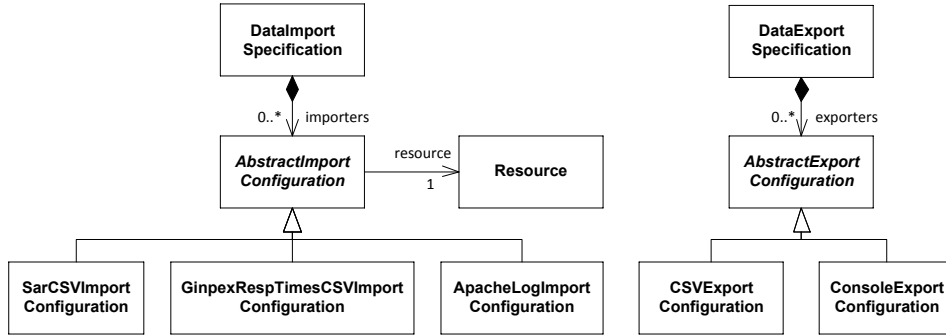 DataImport
Specification
DataExport
Specification
0..* importers
0..* exporters
AbstractImport
Configuration
resource
1
Resource
AbstractExport
Configuration
SarCSVImport
Configuration
GinpexRespTimesCSVImport
Configuration
ApacheLogImport
Configuration
CSVExport
Configuration
ConsoleExport
Configuration